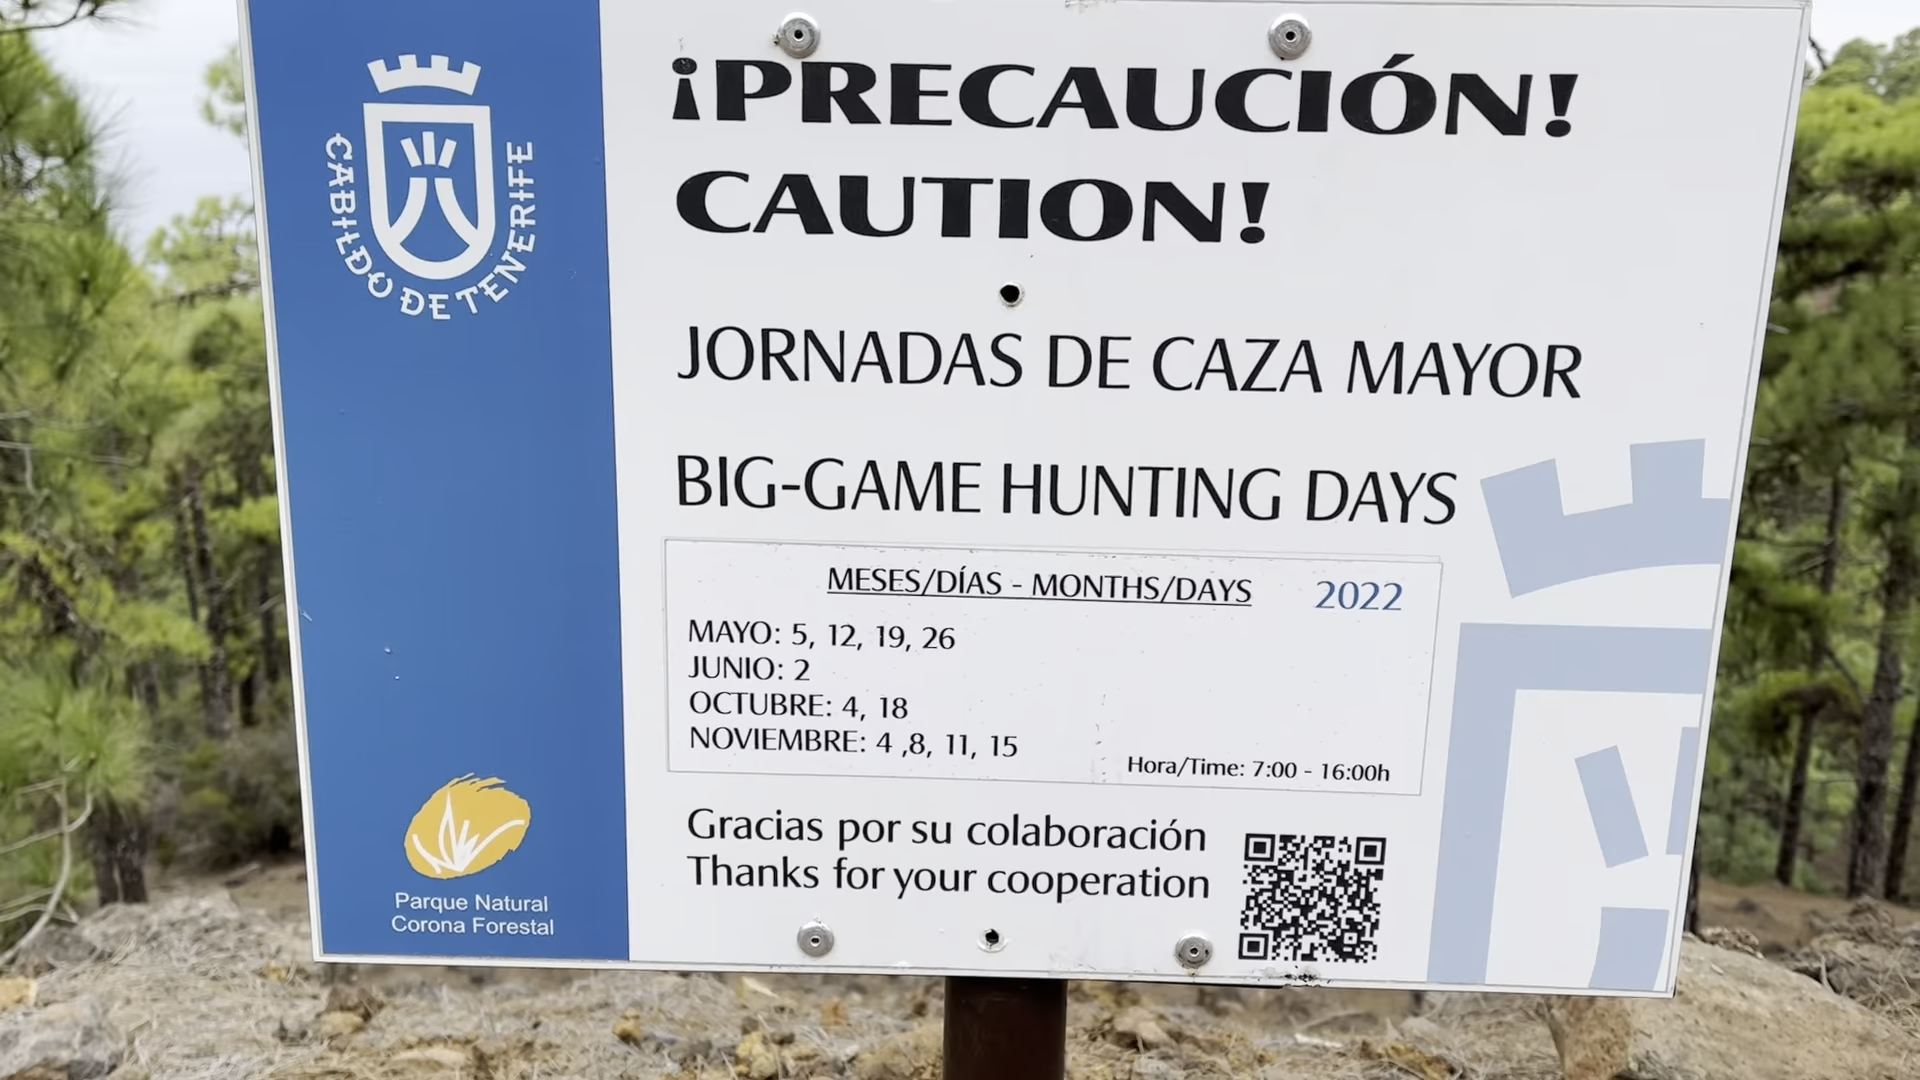 CABILDO DE TENERIFE
¡PRECAUCIÓN!
CAUTION!
JORNADAS DE CAZA MAYOR
BIG-GAME HUNTING DAYS
MESES/DÍAS - MONTHS/DAYS 2022
MAYO: 5, 12, 19, 26
JUNIO: 2
OCTUBRE: 4, 18
NOVIEMBRE: 4 ,8, 11, 15
Hora/Time: 7:00 - 16:00h
Gracias por su colaboración
Thanks for your cooperation
Parque Natural
Corona Forestal